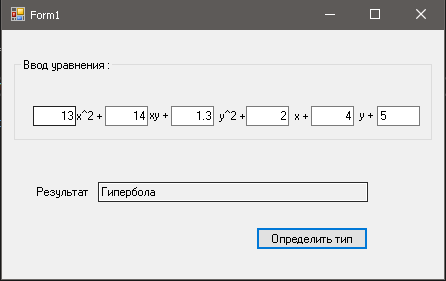 Form1
Ввод уравнения :
13 x^2 + 14 xy + 1.3 y^2 + 2 x + 4 y + 5
Результат Гипербола
Определить тип